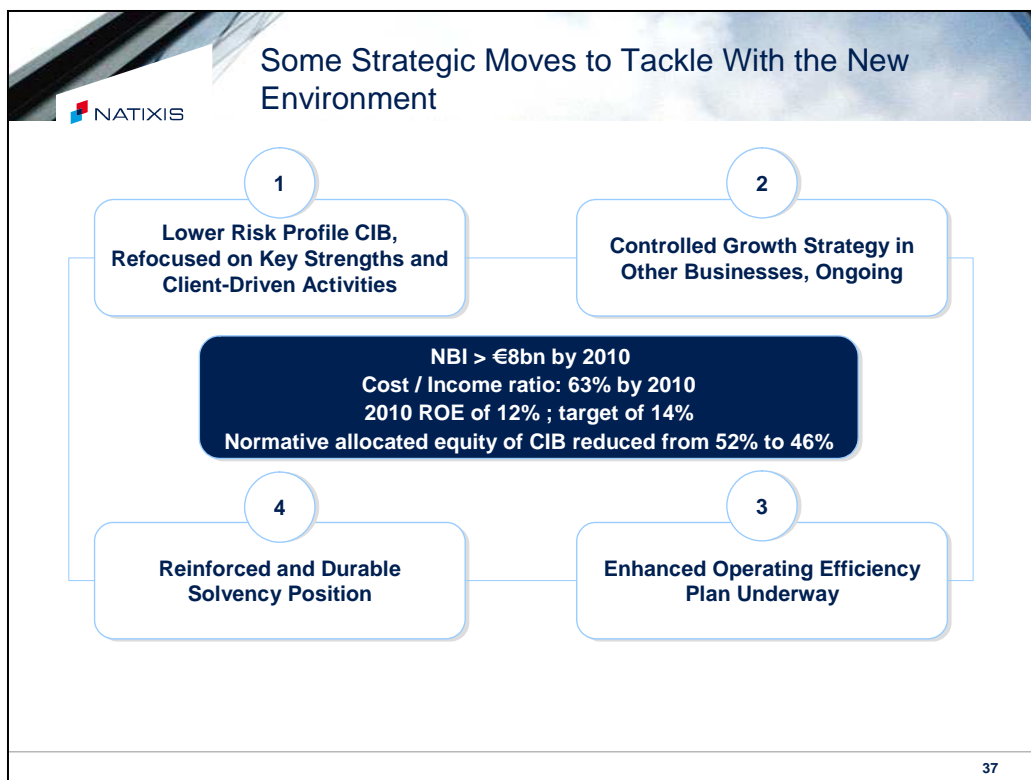 Some Strategic Moves to Tackle With the New
Environment
NATIXIS
1
Lower Risk Profile CIB,
Refocused on Key Strengths and
Client-Driven Activities
2
Controlled Growth Strategy in
Other Businesses, Ongoing
NBI > €8bn by 2010
Cost / Income ratio: 63% by 2010
2010 ROE of 12% ; target of 14%
Normative allocated equity of CIB reduced from 52% to 46%
4
Reinforced and Durable
Solvency Position
3
Enhanced Operating Efficiency
Plan Underway
37